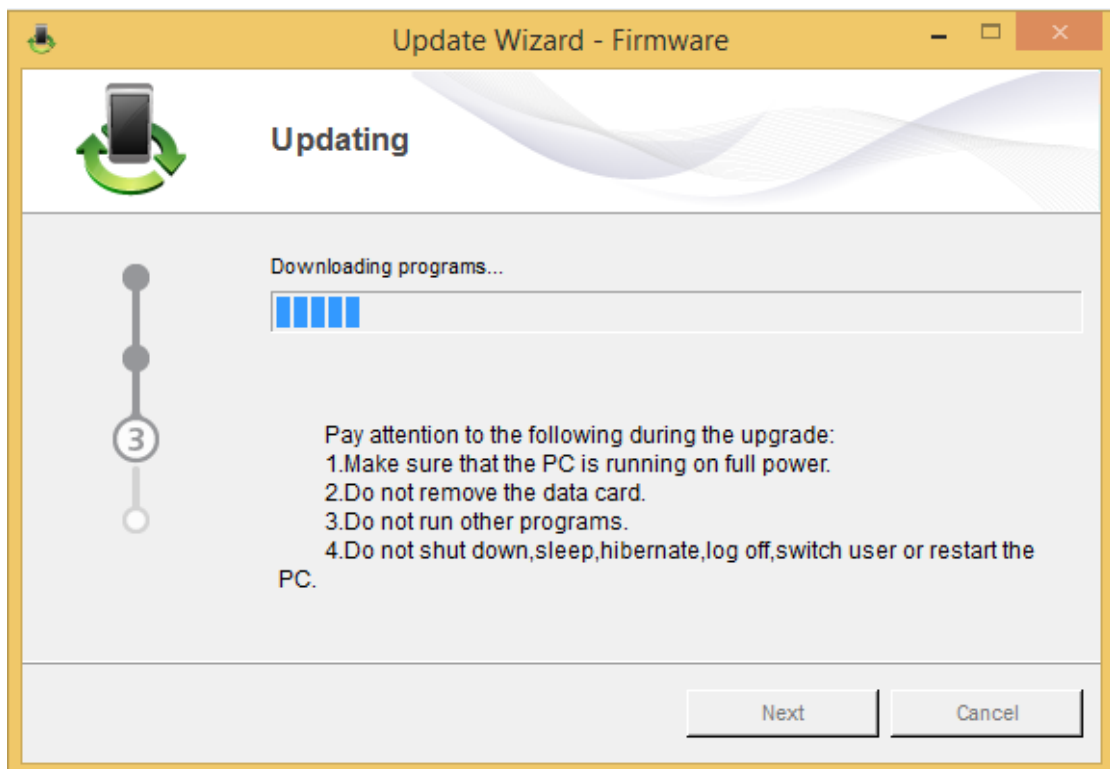 Update Wizard - Firmware
Updating
Downloading programs...
3
Pay attention to the following during the upgrade:
1.Make sure that the PC is running on full power.
2.Do not remove the data card.
3.Do not run other programs.
4.Do not shut down,sleep,hibernate,log off,switch user or restart the
PC.
Next
Cancel